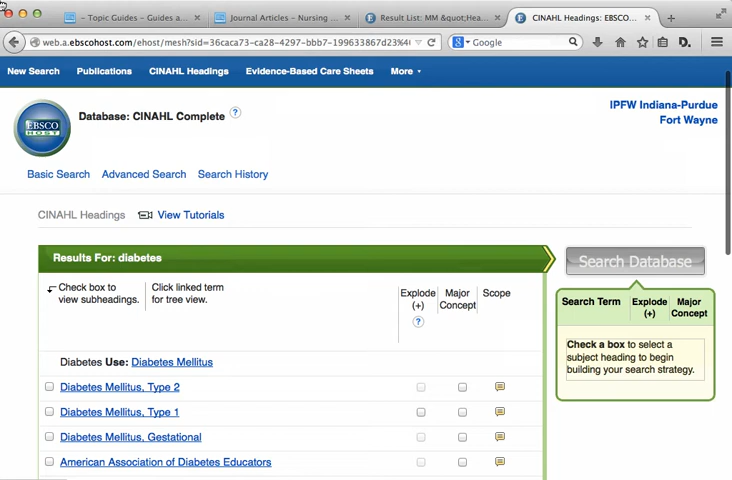 - Topic Guides - Guides a...
Journal Articles - Nursing ...
Result List: MM &quot;Hea...
CINAHL Headings: EBSCO...
web.a.ebscohost.com/ehost/mesh?sid=36caca73-ca28-4297-bbb7-199633867d23%4
Google
D.
New Search
Publications
CINAHL Headings
Evidence-Based Care Sheets
More
EBSCO
HOST
Database: CINAHL Complete
?
IPFW Indiana-Purdue
Fort Wayne
Basic Search
Advanced Search
Search History
CINAHL Headings
View Tutorials
Results For: diabetes
Check box to
view subheadings.
Click linked term
for tree view.
Explode
(+)
?
Major
Concept
Scope
Diabetes Use: Diabetes Mellitus
Diabetes Mellitus, Type 2
Diabetes Mellitus, Type 1
Diabetes Mellitus, Gestational
American Association of Diabetes Educators
Search Database
Search Term
Explode
(+)
Major
Concept
Check a box to select a
subject heading to begin
building your search strategy.